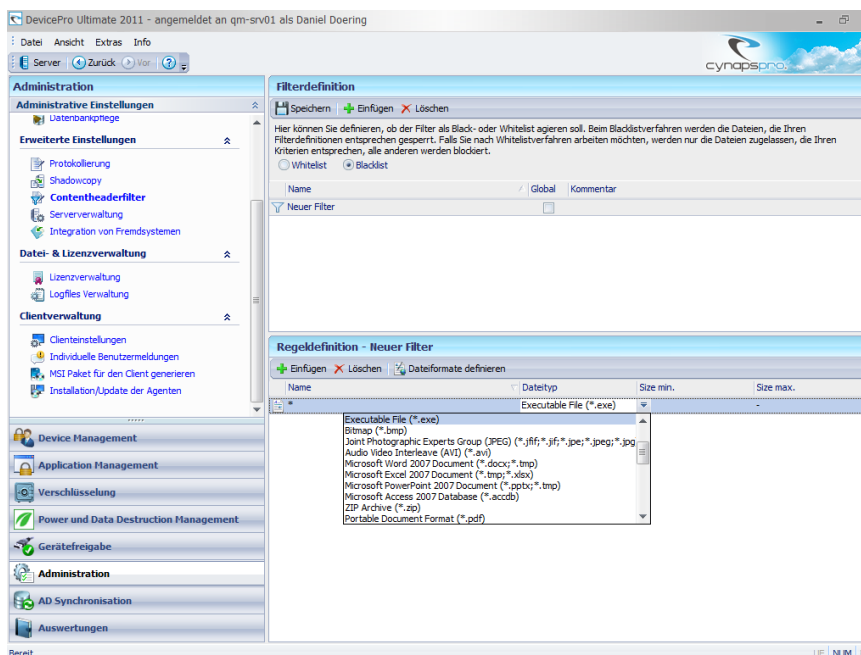 DevicePro Ultimate 2011 - angemeldet an qm-srv01 als Daniel Doering
Datei Ansicht Extras Info
Server Zurück Vor
cynapspro
Administration
Administrative Einstellungen
Datenbankpflege
Erweiterte Einstellungen
Protokollierung
Shadowcopy
Contentheaderfilter
Serververwaltung
Integration von Fremdsystemen
Datei- & Lizenzverwaltung
Lizenzverwaltung
Logfiles Verwaltung
Clientverwaltung
Clienteinstellungen
Individuelle Benutzermeldungen
MSI Paket für den Client generieren
Installation/Update der Agenten
Device Management
Application Management
Verschlüsselung
Power und Data Destruction Management
Gerätefreigabe
Administration
AD Synchronisation
Auswertungen
Filterdefinition
Speichern Einfügen Löschen
Hier können Sie definieren, ob der Filter als Black- oder Whitelist agieren soll. Beim Blacklistverfahren werden die Dateien, die Ihren
Filterdefinitionen entsprechen gesperrt. Falls Sie nach Whitelistverfahren arbeiten möchten, werden nur die Dateien zugelassen, die Ihren
Kriterien entsprechen, alle anderen werden blockiert.
Whitelist Blacklist
Name Global Kommentar
Neuer Filter
Regeldefinition - Neuer Filter
Einfügen Löschen Dateiformate definieren
Name Dateityp Size min. Size max.
* Executable File (*.exe) -
Executable File (*.exe)
Bitmap (*.bmp)
Joint Photographic Experts Group (JPEG) (*.jfif;*.jif;*.jpe;*.jpeg;*.jpg
Audio Video Interleave (AVI) (*.avi)
Microsoft Word 2007 Document (*.docx;*.tmp)
Microsoft Excel 2007 Document (*.tmp;*.xlsx)
Microsoft PowerPoint 2007 Document (*.pptx;*.tmp)
Microsoft Access 2007 Database (*.accdb)
ZIP Archive (*.zip)
Portable Document Format (*.pdf)
Bereit NUM